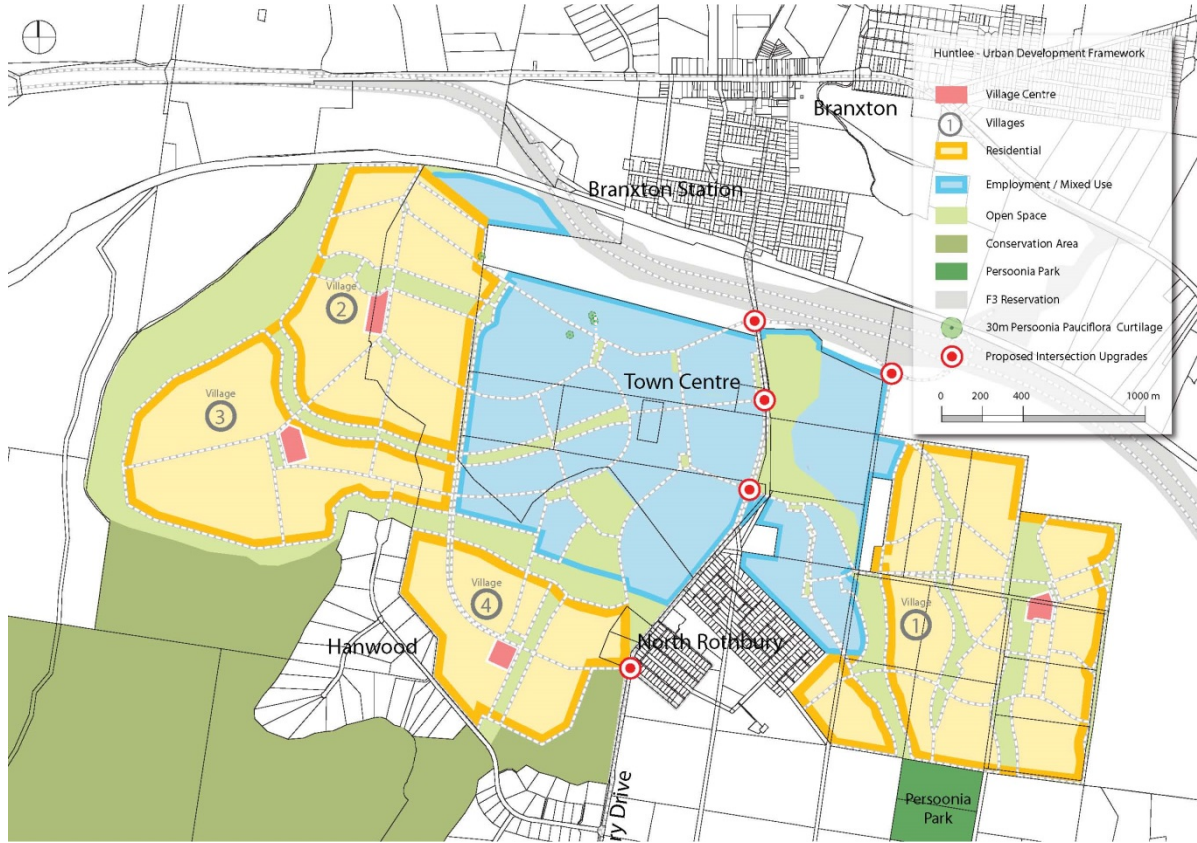 Huntlee - Urban Development Framework
Village Centre
1
Villages
Residential
Employment / Mixed Use
Open Space
Conservation Area
Persoonia Park
F3 Reservation
30m Persoonia Pauciflora Curtilage
Proposed Intersection Upgrades
0 200 400 1000 m
Branxton
Branxton Station
Village
2
Town Centre
Village
3
Village
4
Village
1
Hanwood
North Rothbury
ry Drive
Persoonia
Park